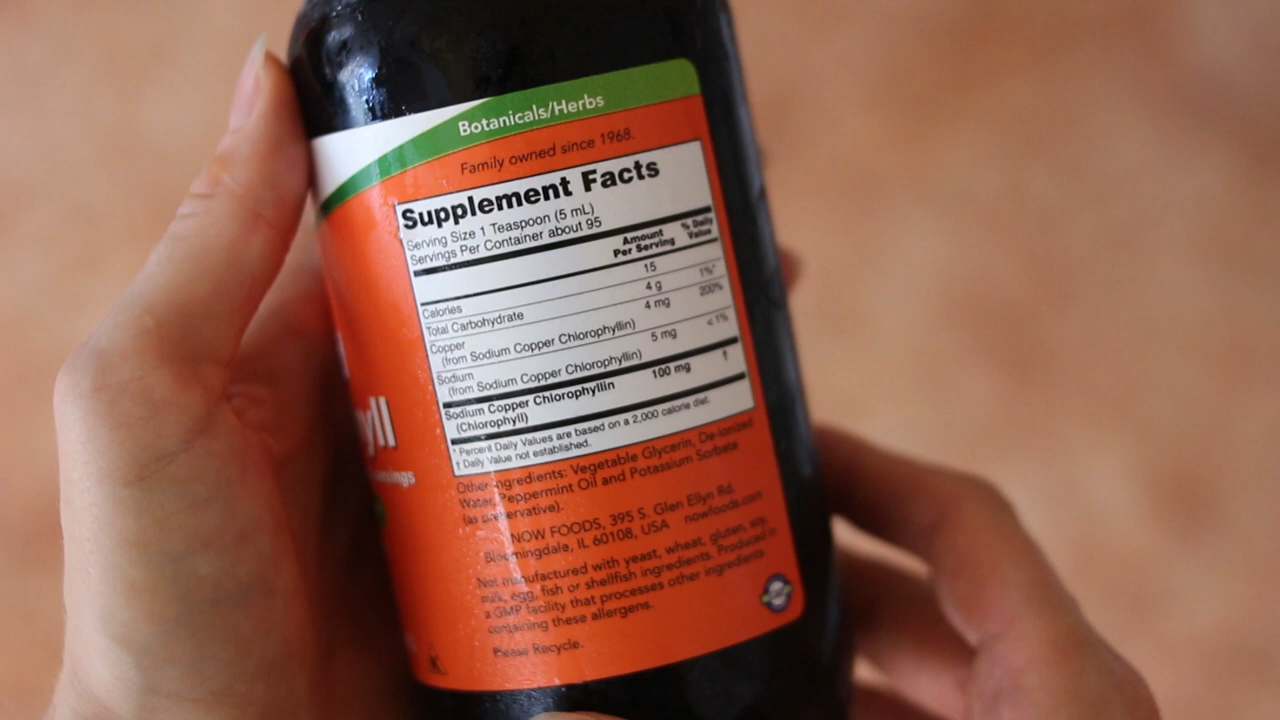 Botanicals/Herbs
Family owned since 1968.
Supplement Facts
Serving Size 1 Teaspoon (5 mL)
Servings Per Container about 95
Amount Per Serving % Daily Value
Calories 15
Total Carbohydrate 4 g 1%*
Copper 4 mg 200%
(from Sodium Copper Chlorophyllin)
Sodium 5 mg <1%
(from Sodium Copper Chlorophyllin)
Sodium Copper Chlorophyllin 100 mg †
(Chlorophyll)
* Percent Daily Values are based on a 2,000 calorie diet.
† Daily Value not established.
Other Ingredients: Vegetable Glycerin, De-ionized
Water, Peppermint Oil and Potassium Sorbate
(as preservative).
NOW FOODS, 395 S. Glen Ellyn Rd,
Bloomingdale, IL 60108, USA nowfoods.com
Not manufactured with yeast, wheat, gluten, soy,
milk, egg, fish or shellfish ingredients. Produced in
a GMP facility that processes other ingredients
containing these allergens.
Please Recycle.
K
yll